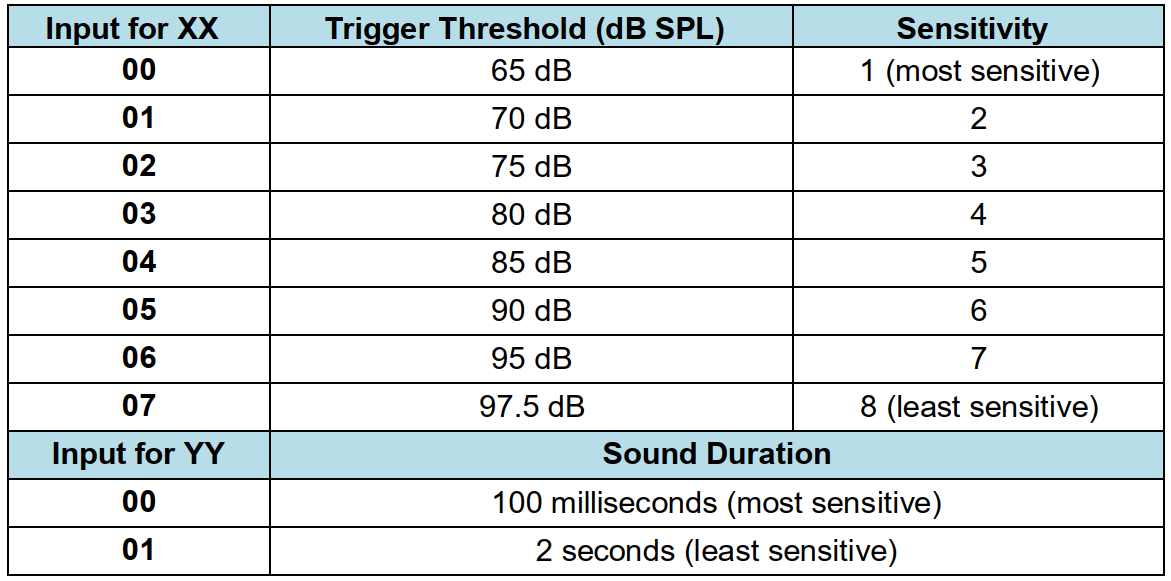 Input for XX Trigger Threshold (dB SPL) Sensitivity
00 65 dB 1 (most sensitive)
01 70 dB 2
02 75 dB 3
03 80 dB 4
04 85 dB 5
05 90 dB 6
06 95 dB 7
07 97.5 dB 8 (least sensitive)
Input for YY Sound Duration
00 100 milliseconds (most sensitive)
01 2 seconds (least sensitive)